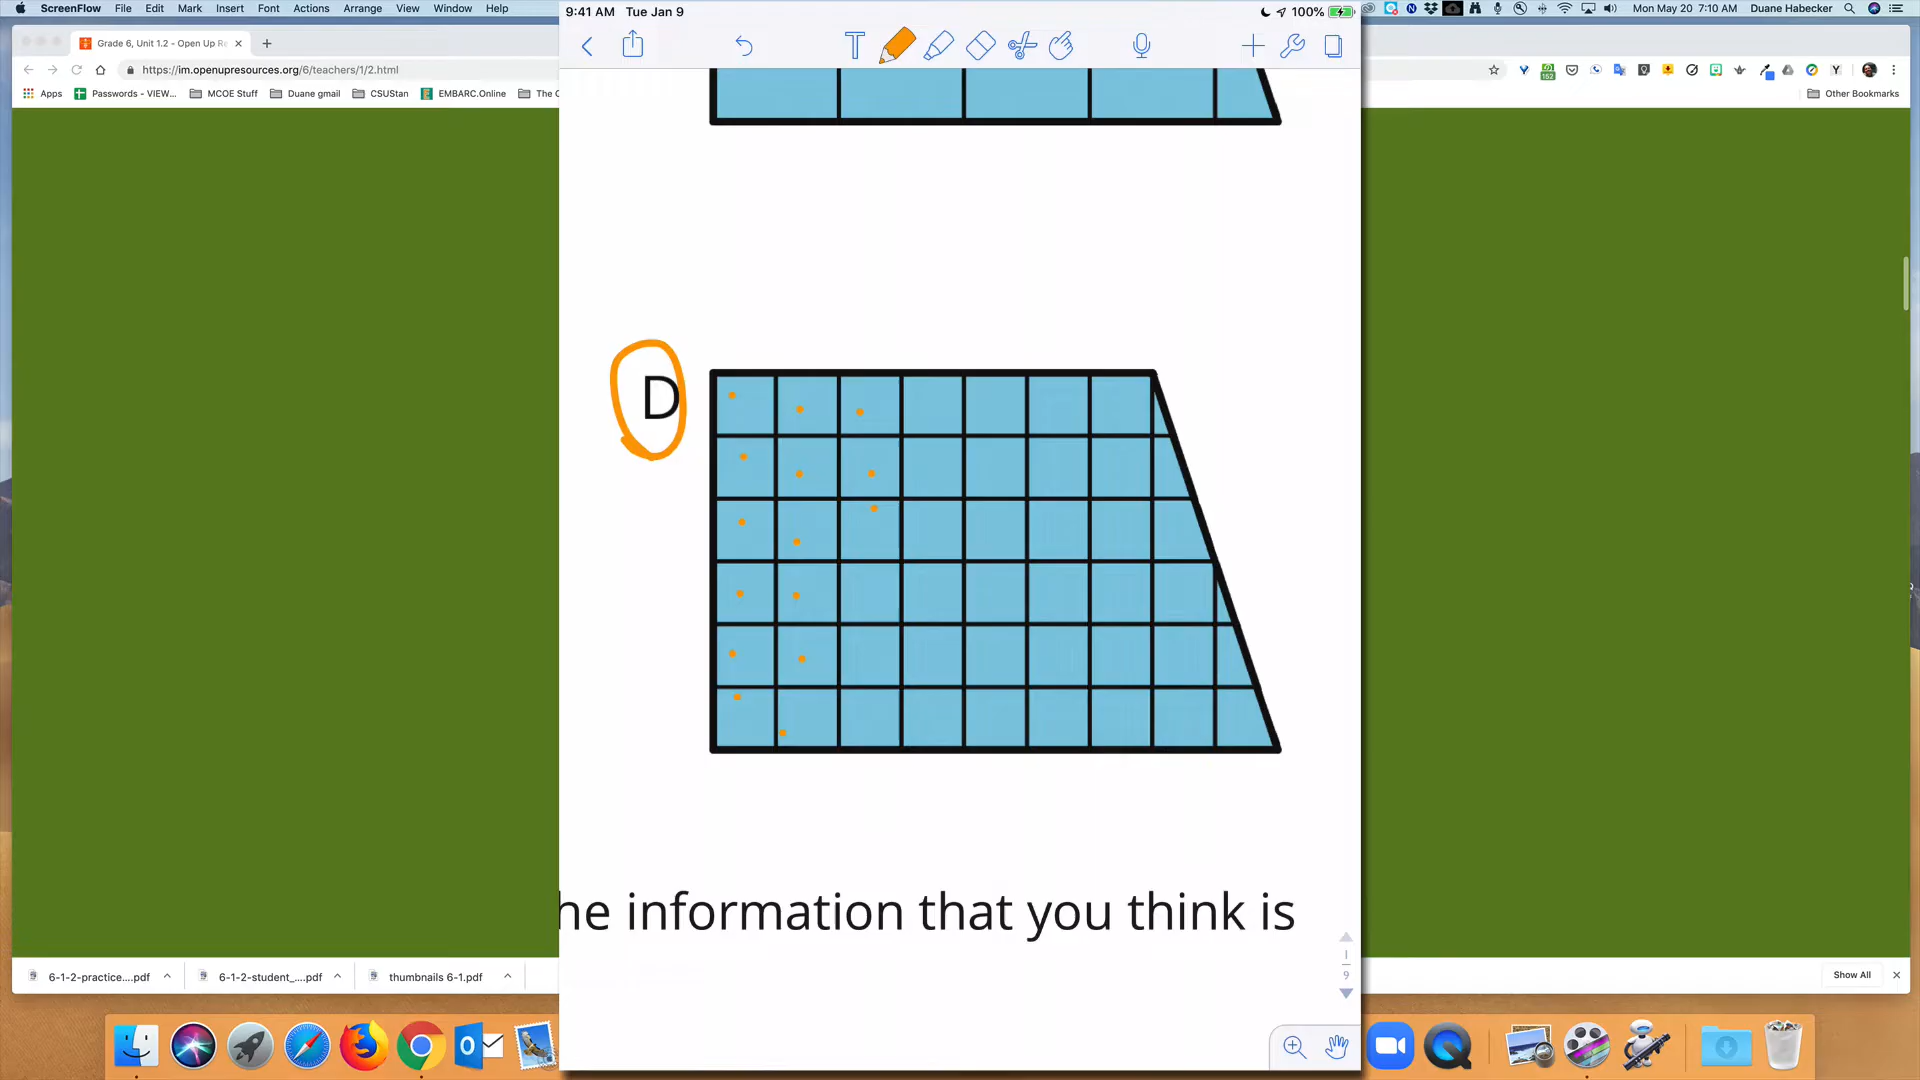 ScreenFlow File Edit Mark Insert Font Actions Arrange View Window Help
9:41 AM Tue Jan 9
100%
Mon May 20 7:10 AM Duane Habecker
Grade 6, Unit 1.2 - Open Up Re
https://im.openupresources.org/6/teachers/1/2.html
152
Apps Passwords - VIEW... MCOE Stuff Duane gmail CSUStan EMBARC.Online The C
Other Bookmarks
D
he information that you think is
1
9
6-1-2-practice....pdf 6-1-2-student_....pdf thumbnails 6-1.pdf
Show All